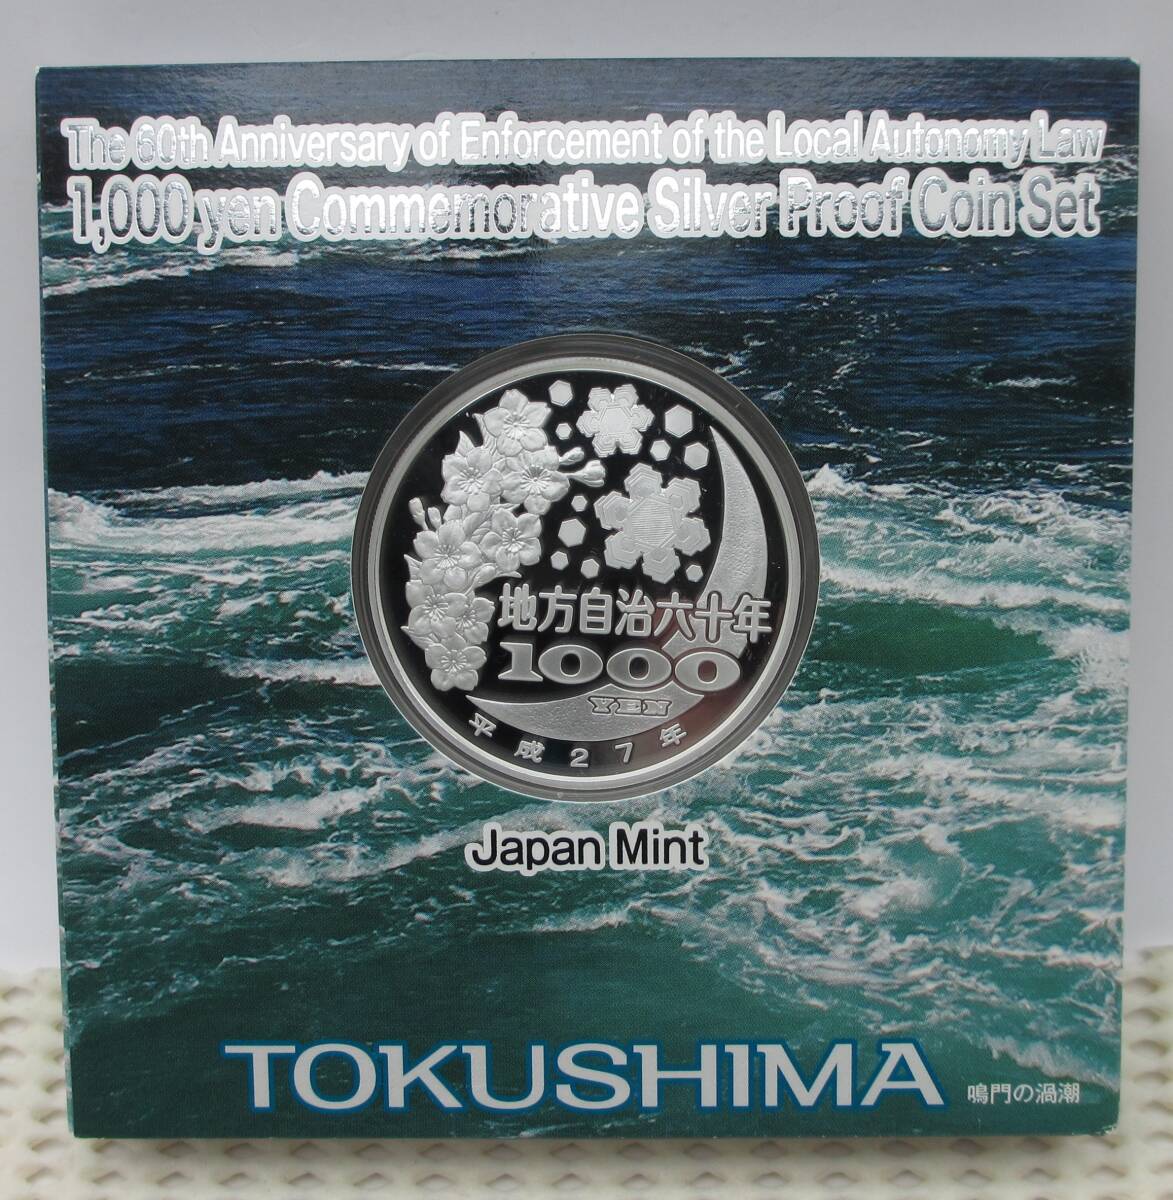 The 60th Anniversary of Enforcement of the Local Autonomy Law
1,000 yen Commemorative Silver Proof Coin Set
地方自治六十年
1000
YEN
平成27年
Japan Mint
TOKUSHIMA
鳴門の渦潮